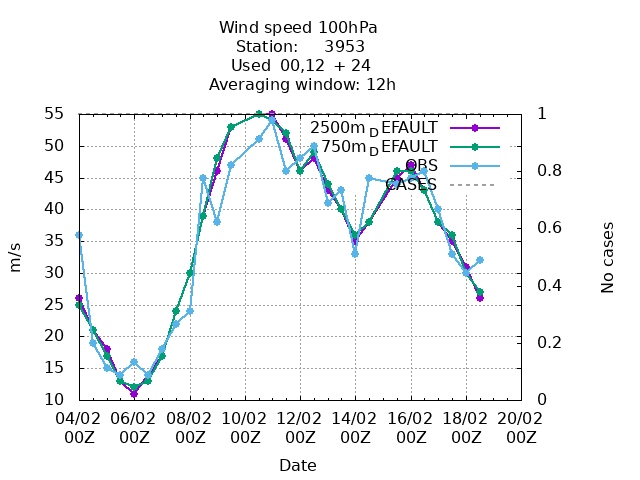 Wind speed 100hPa
Station: 3953
Used 00,12 + 24
Averaging window: 12h
55 1
2500m_DEFAULT
50
750m_DEFAULT
OBS
45 0.8
CASES
40
35 0.6
m/s
No cases
30
25 0.4
20
15 0.2
10 0
04/02 06/02 08/02 10/02 12/02 14/02 16/02 18/02 20/02
00Z 00Z 00Z 00Z 00Z 00Z 00Z 00Z 00Z
Date